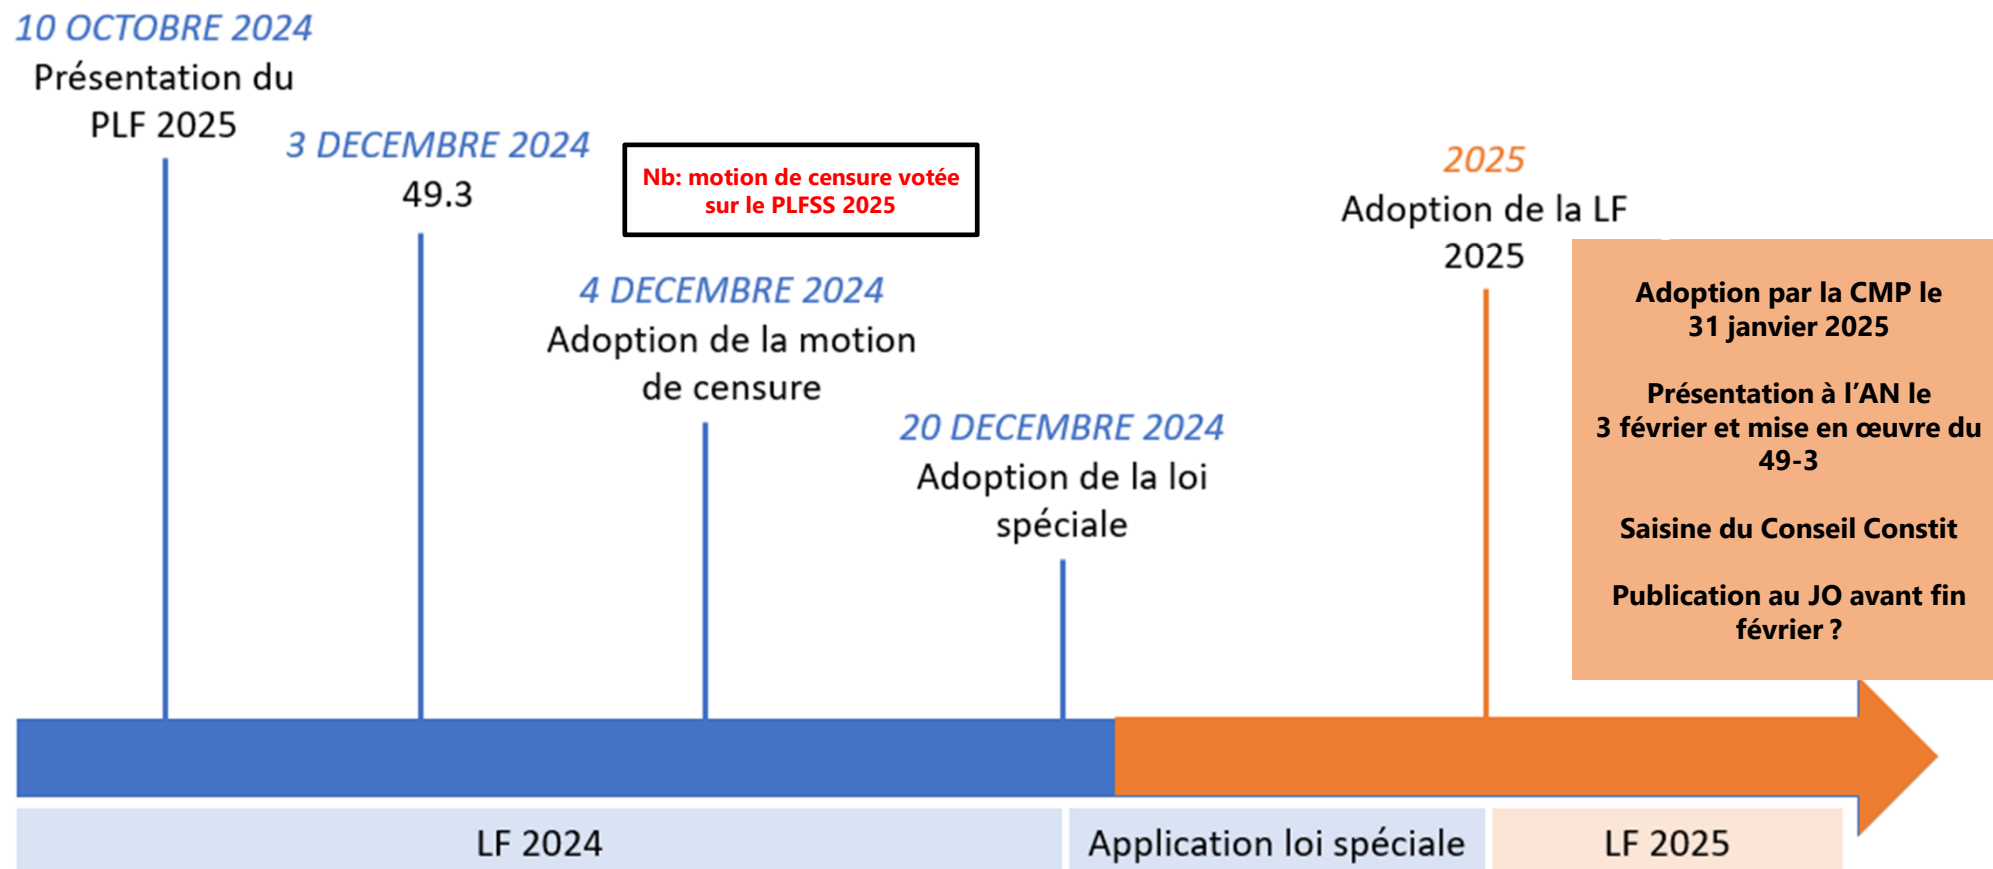 10 OCTOBRE 2024
Présentation du
PLF 2025
3 DECEMBRE 2024
49.3
Nb: motion de censure votée
sur le PLFSS 2025
4 DECEMBRE 2024
Adoption de la motion
de censure
20 DECEMBRE 2024
Adoption de la loi
spéciale
2025
Adoption de la LF
2025
Adoption par la CMP le
31 janvier 2025
Présentation à l’AN le
3 février et mise en œuvre du
49-3
Saisine du Conseil Constit
Publication au JO avant fin
février ?
LF 2024
Application loi spéciale
LF 2025